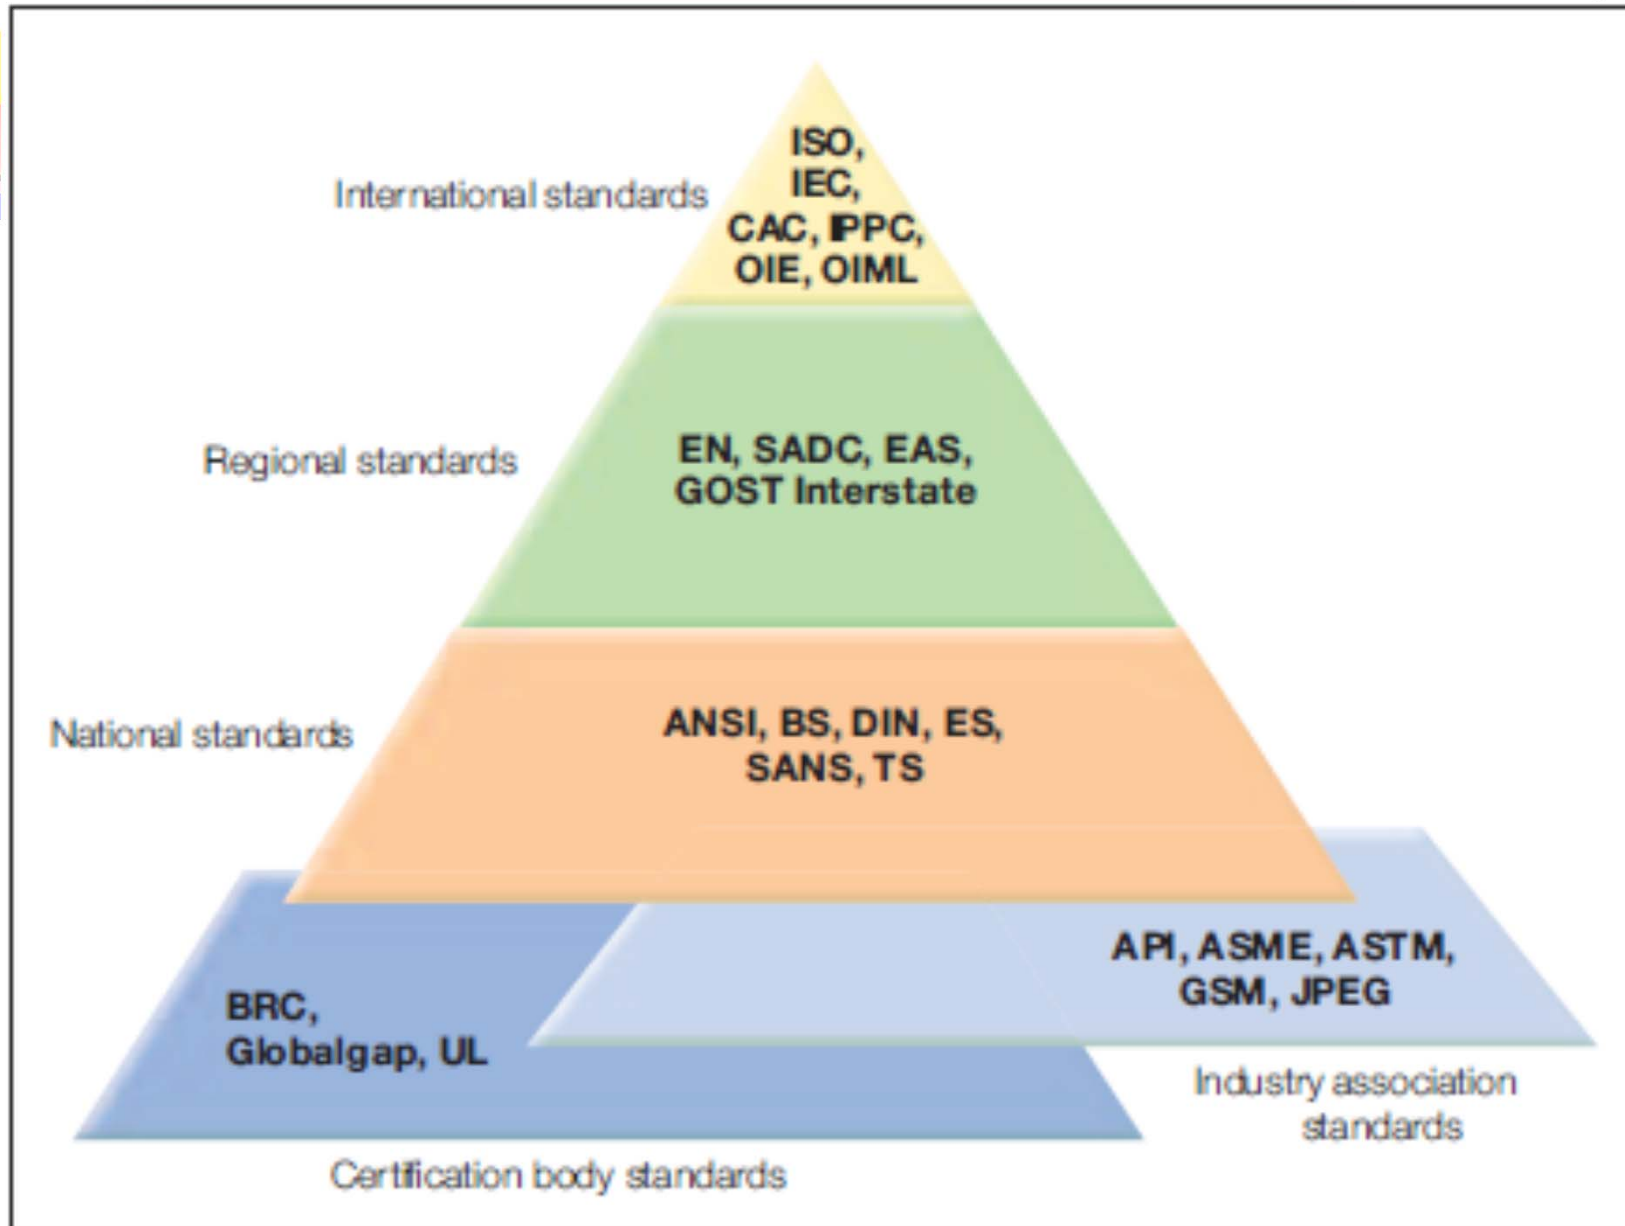 International standards
ISO,
IEC,
CAC, IPPC,
OIE, OIML
Regional standards
EN, SADC, EAS,
GOST Interstate
National standards
ANSI, BS, DIN, ES,
SANS, TS
BRC,
Globalgap, UL
Certification body standards
API, ASME, ASTM,
GSM, JPEG
Industry association
standards